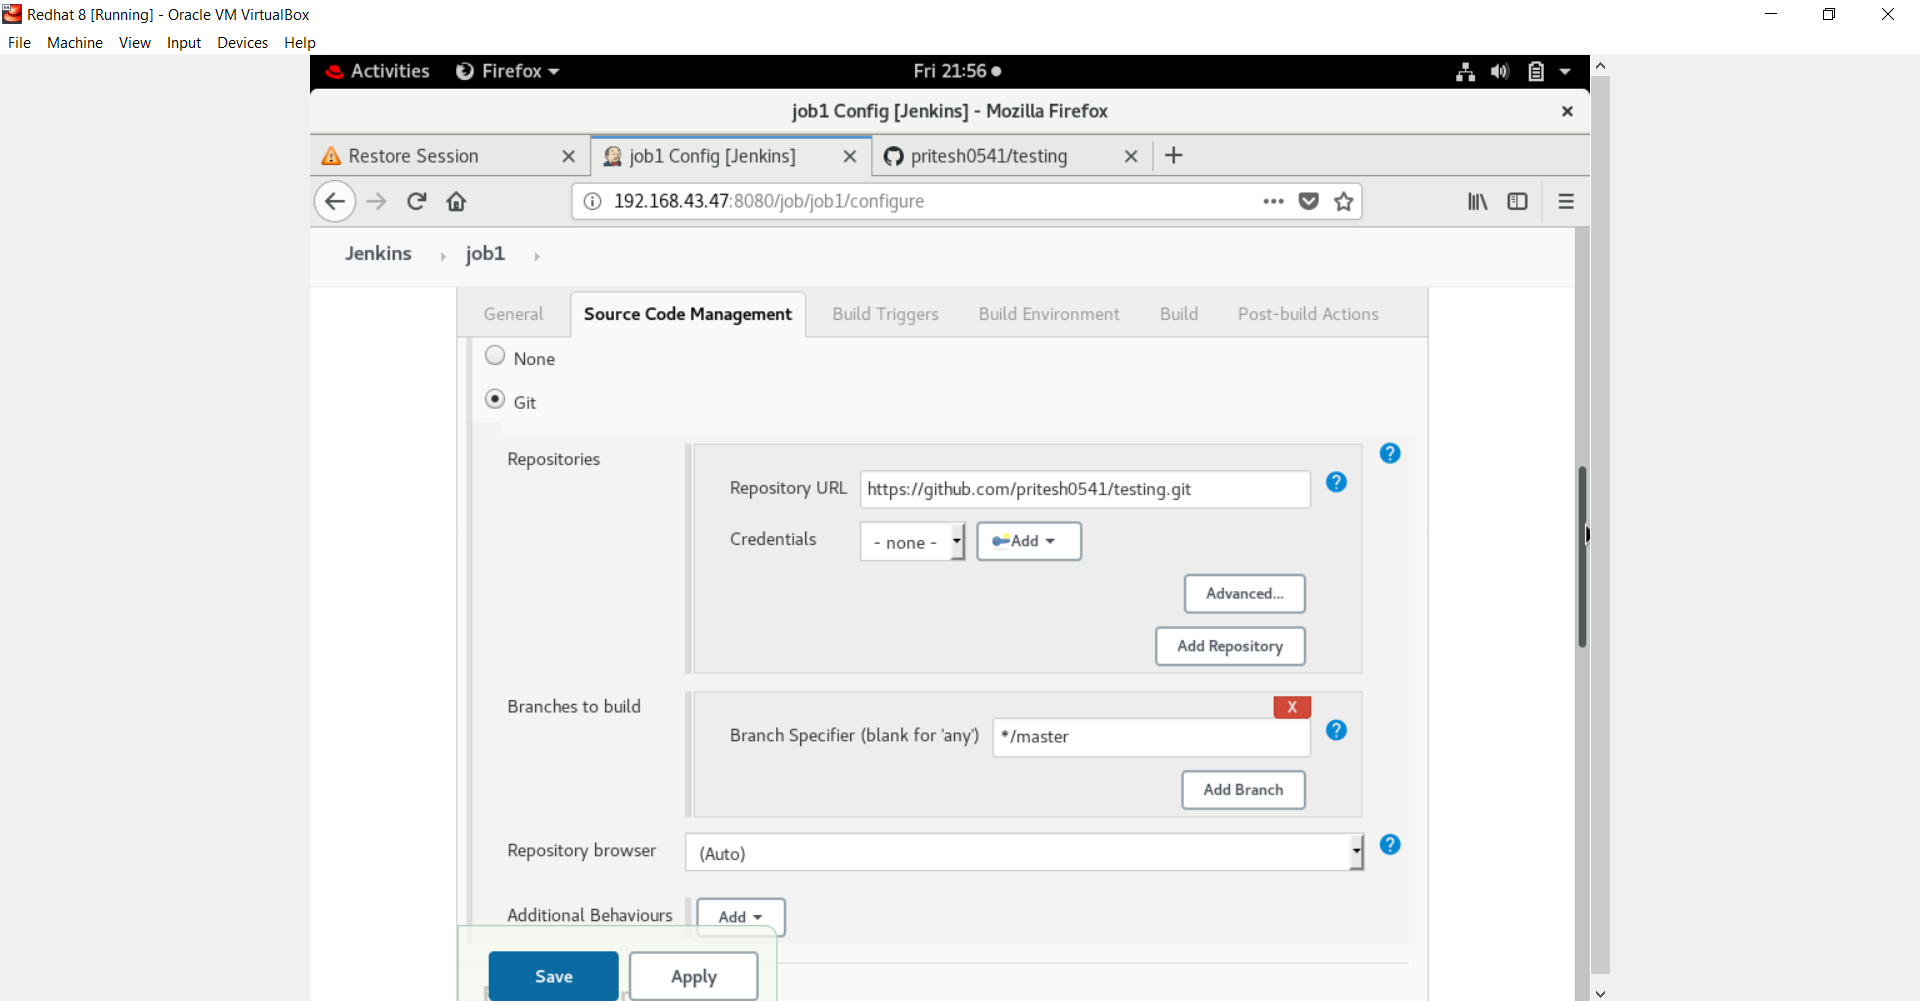 Redhat 8 [Running] - Oracle VM VirtualBox
File Machine View Input Devices Help
Activities Firefox Fri 21:56
job1 Config [Jenkins] - Mozilla Firefox
Restore Session job1 Config [Jenkins] pritesh0541/testing
192.168.43.47:8080/job/job1/configure
Jenkins job1
General Source Code Management Build Triggers Build Environment Build Post-build Actions
None
Git
Repositories
Repository URL https://github.com/pritesh0541/testing.git
Credentials - none - Add
Advanced...
Add Repository
Branches to build
X
Branch Specifier (blank for 'any') */master
Add Branch
Repository browser (Auto)
Additional Behaviours Add
Save Apply